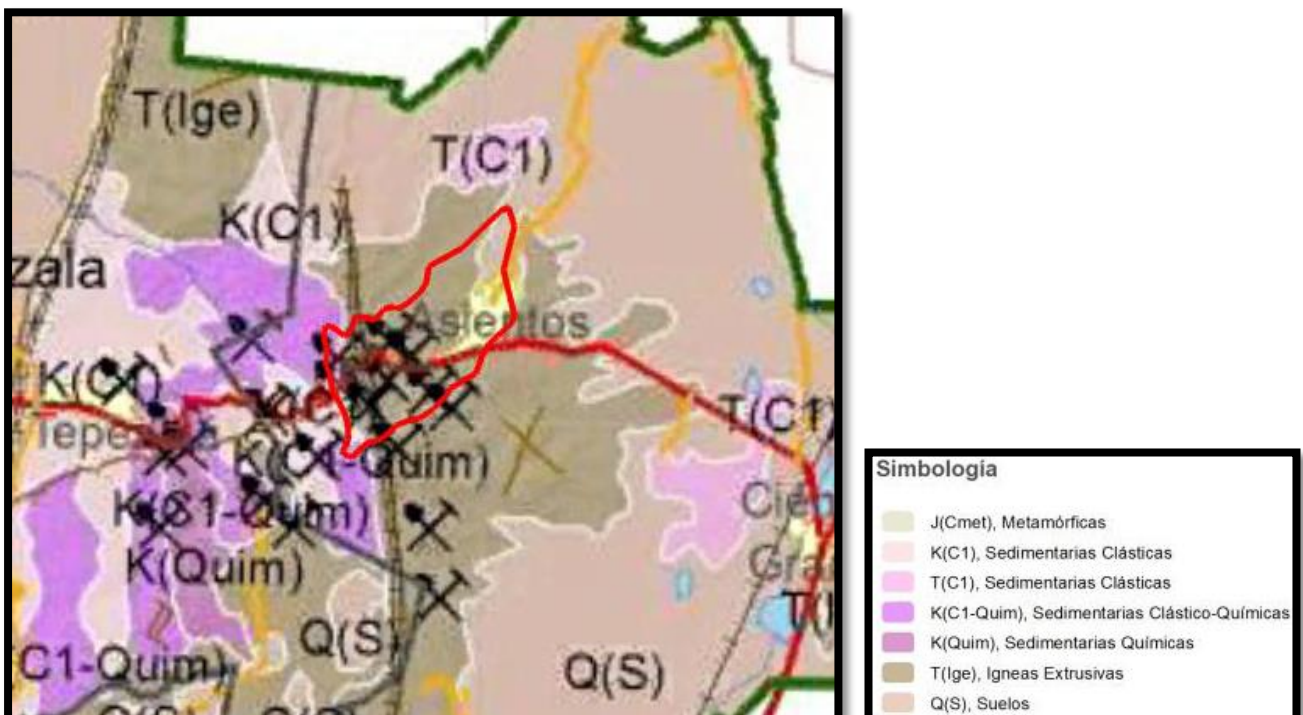 T(Ige)
T(C1)
K(C1)
zala
Asientos
T(C1)
K(C1-Quim)
K(C1-Quim)
K(Quim)
Q(S)
Q(S)
C1-Quim)
Simbología
J(Cmet), Metamórficas
K(C1), Sedimentarias Clásticas
T(C1), Sedimentarias Clásticas
K(C1-Quim), Sedimentarias Clástico-Químicas
K(Quim), Sedimentarias Químicas
T(Ige), Igneas Extrusivas
Q(S), Suelos